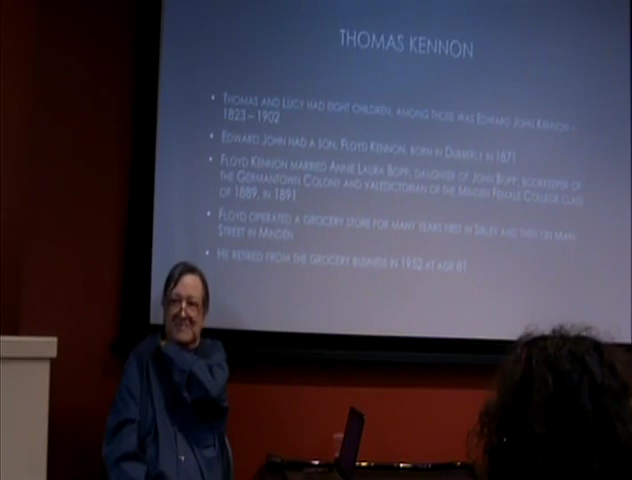 THOMAS KENNON
• THOMAS AND LUCY HAD EIGHT CHILDREN, AMONG THOSE WAS EDWARD JOHN KENNON –
1823 – 1902
• EDWARD JOHN HAD A SON, FLOYD KENNON, BORN IN DUBBERLY IN 1871
• FLOYD KENNON MARRIED ANNIE LAURA BOPP, DAUGHTER OF JOHN BOPP, BOOKKEEPER OF
THE GERMANTOWN COLONY AND VALEDICTORIAN OF THE MINDEN FEMALE COLLEGE CLASS
OF 1889, IN 1891
• FLOYD OPERATED A GROCERY STORE FOR MANY YEARS FIRST IN SIBLEY AND THEN ON MAIN
STREET IN MINDEN
• HE RETIRED FROM THE GROCERY BUSINESS IN 1952 AT AGE 81